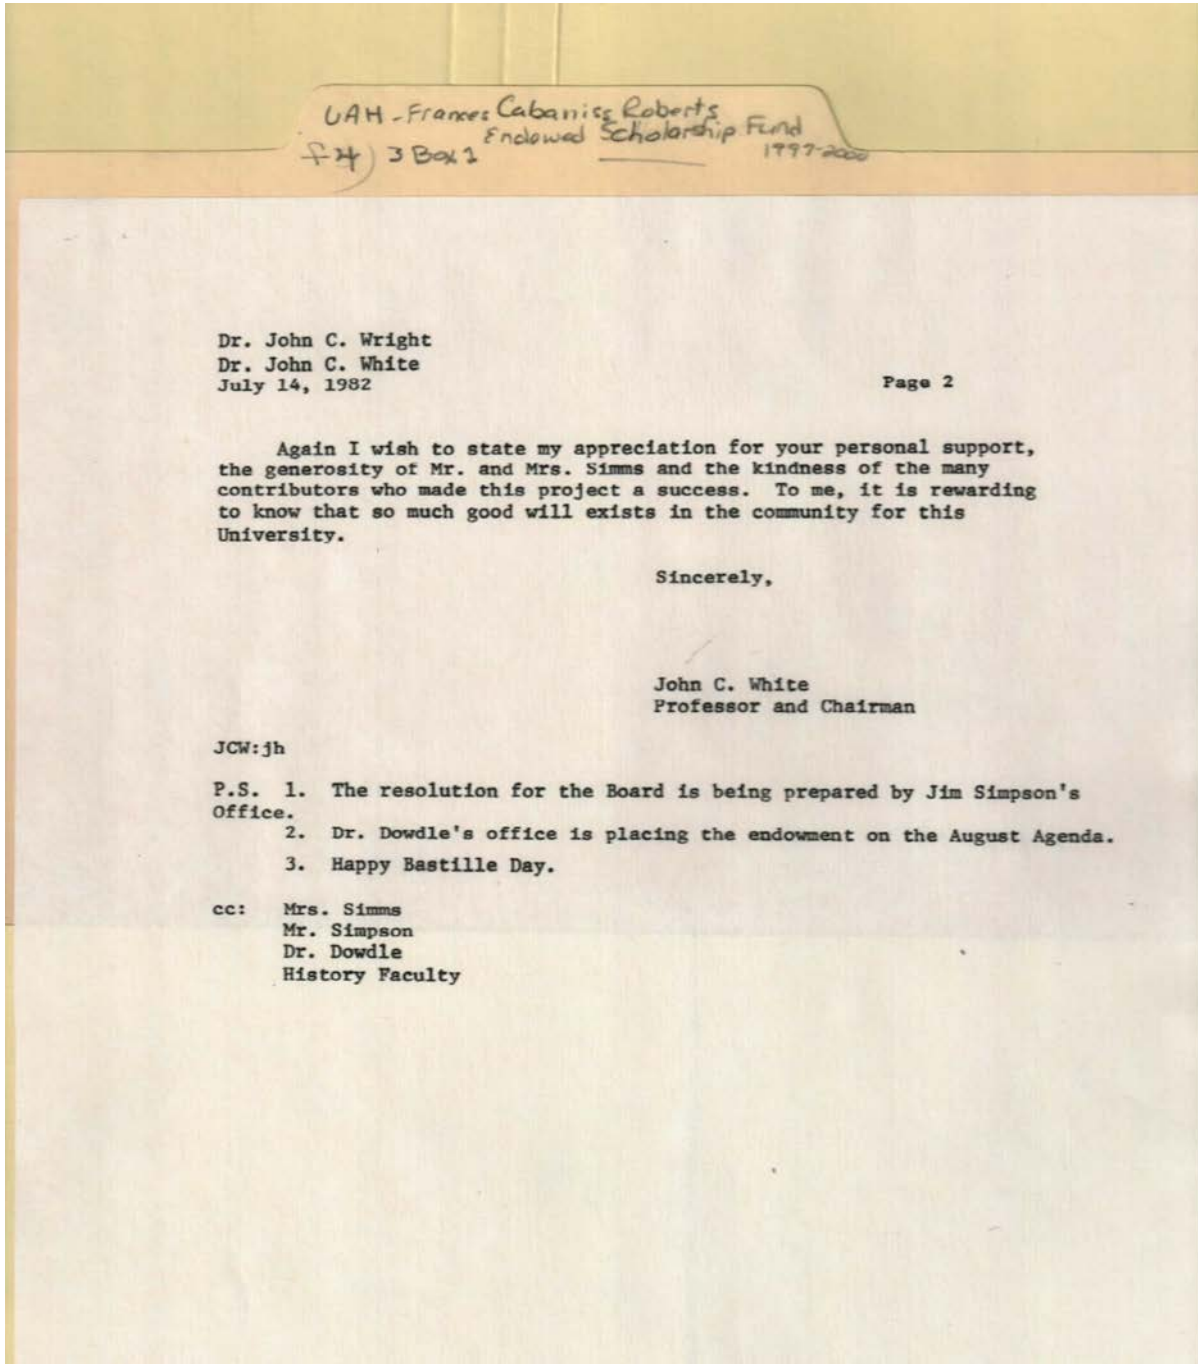 UAH - Frances Cabaniss Roberts
Endowed Scholarship Fund
1997-2000
f 4) 3 Box 1
Dr. John C. Wright
Dr. John C. White
July 14, 1982 Page 2
Again I wish to state my appreciation for your personal support,
the generosity of Mr. and Mrs. Simms and the kindness of the many
contributors who made this project a success. To me, it is rewarding
to know that so much good will exists in the community for this
University.
Sincerely,
John C. White
Professor and Chairman
JCW:jh
P.S. 1. The resolution for the Board is being prepared by Jim Simpson's
Office.
2. Dr. Dowdle's office is placing the endowment on the August Agenda.
3. Happy Bastille Day.
cc: Mrs. Simms
Mr. Simpson
Dr. Dowdle
History Faculty